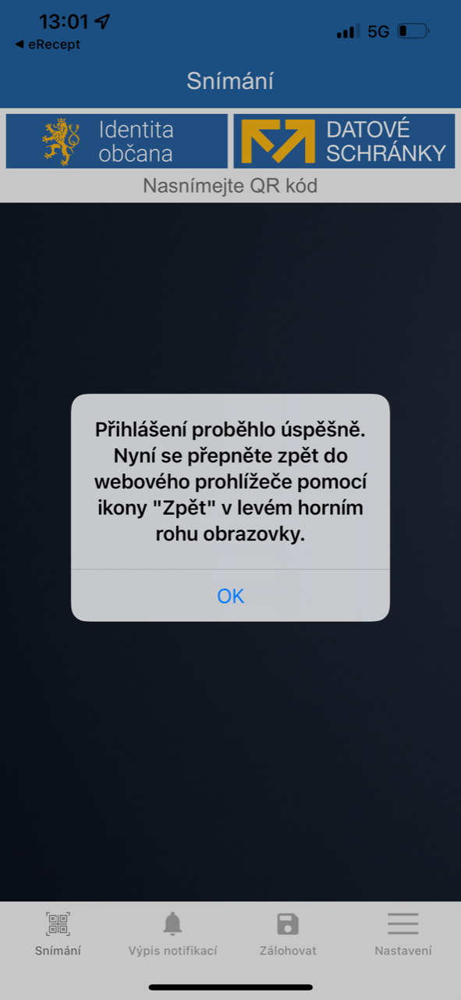 13:01
5G
◀ eRecept
Snímání
Identita
občana
DATOVÉ
SCHRÁNKY
Nasnímejte QR kód
Přihlášení proběhlo úspěšně.
Nyní se přepněte zpět do
webového prohlížeče pomocí
ikony "Zpět" v levém horním
rohu obrazovky.
OK
Snímání
Výpis notifikací
Zálohovat
Nastavení